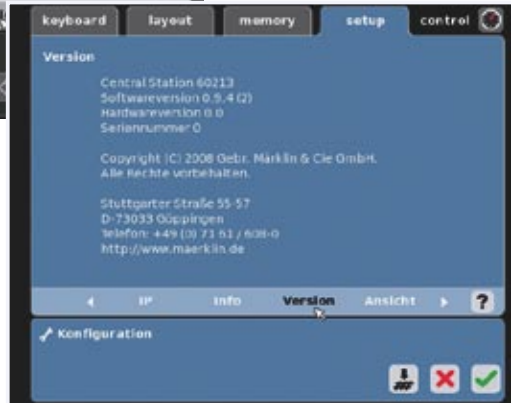 keyboard layout memory setup control
Version
Central Station 60213
Softwareversion 0.9.4 (2)
Hardwareversion 0.0
Seriennummer 0
Copyright (C) 2008 Gebr. Märklin & Cie GmbH.
Alle Rechte vorbehalten.
Stuttgarter Straße 55-57
D-73033 Göppingen
Telefon: +49 (0) 71 61 / 608-0
http://www.maerklin.de
IP Info Version Ansicht ?
Konfiguration